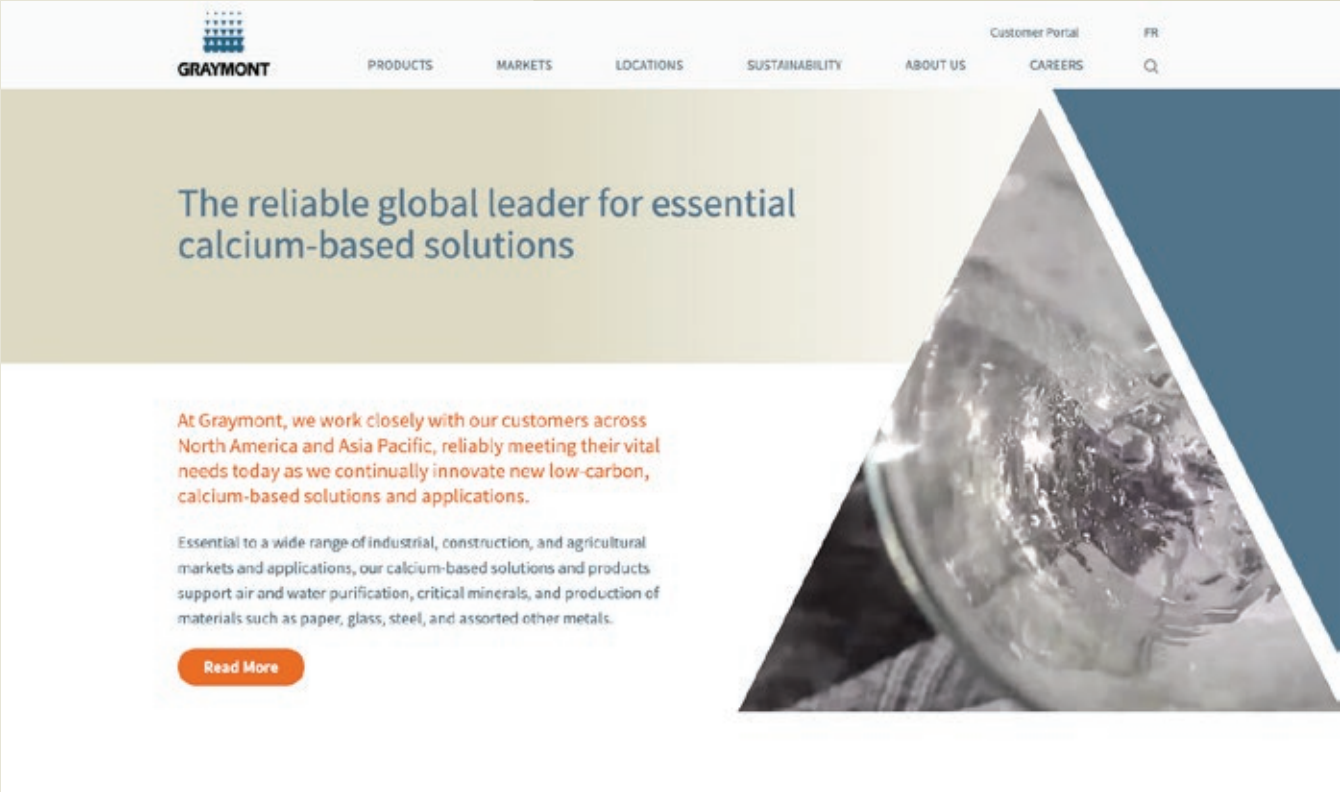 GRAYMONT
Customer Portal
FR
PRODUCTS
MARKETS
LOCATIONS
SUSTAINABILITY
ABOUT US
CAREERS
The reliable global leader for essential
calcium-based solutions
At Graymont, we work closely with our customers across
North America and Asia Pacific, reliably meeting their vital
needs today as we continually innovate new low-carbon,
calcium-based solutions and applications.
Essential to a wide range of industrial, construction, and agricultural
markets and applications, our calcium-based solutions and products
support air and water purification, critical minerals, and production of
materials such as paper, glass, steel, and assorted other metals.
Read More